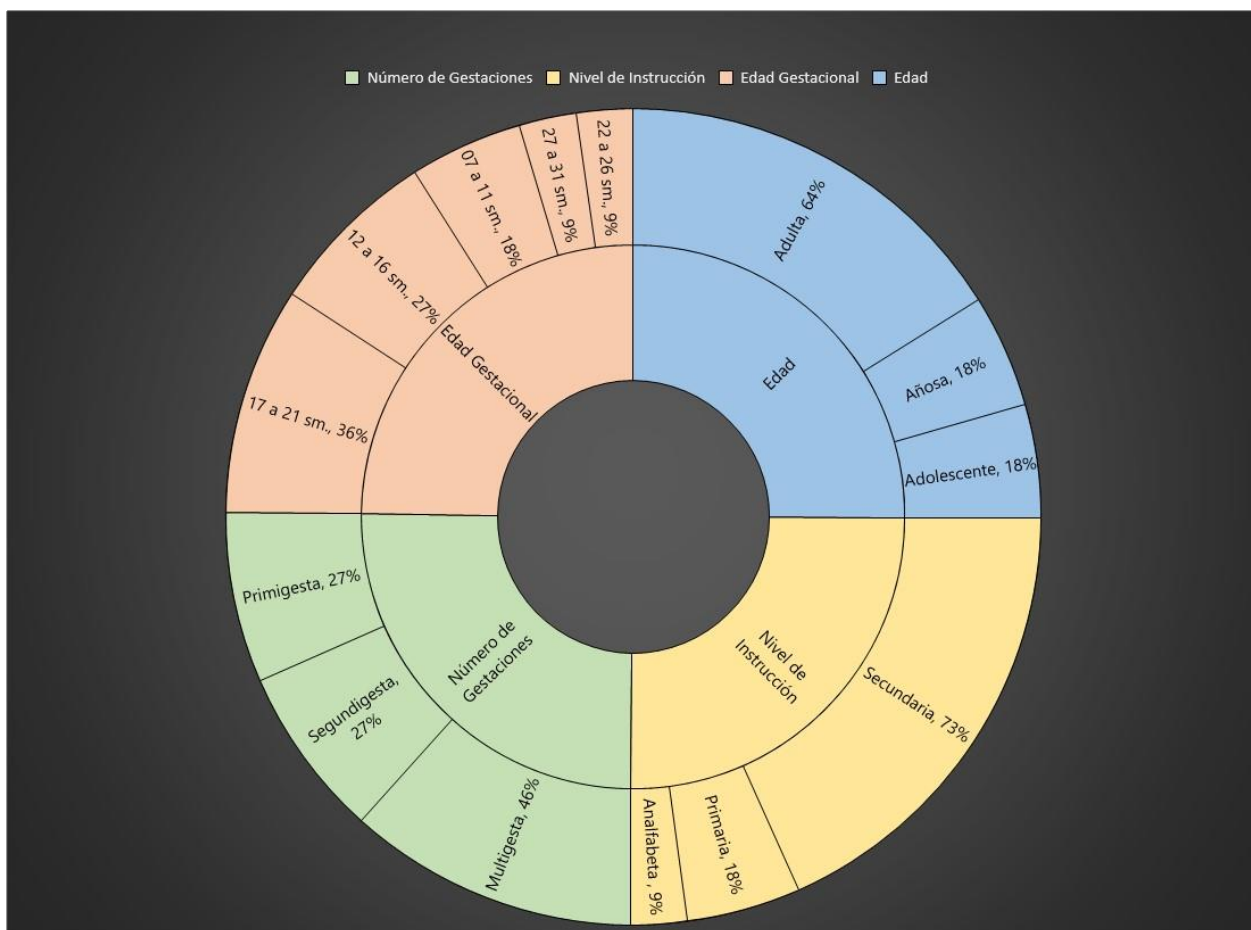 Número de Gestaciones
Nivel de Instrucción
Edad Gestacional
Edad
22 a 26 sm., 9%
27 a 31 sm., 9%
07 a 11 sm., 18%
12 a 16 sm., 27%
17 a 21 sm., 36%
Edad Gestacional
Adulta, 64%
Añosa, 18%
Adolescente, 18%
Edad
Primigesta, 27%
Segundigesta,
27%
Multigesta, 46%
Número de
Gestaciones
Nivel de
Instrucción
Secundaria, 73%
Primaria, 18%
Analfabeta , 9%